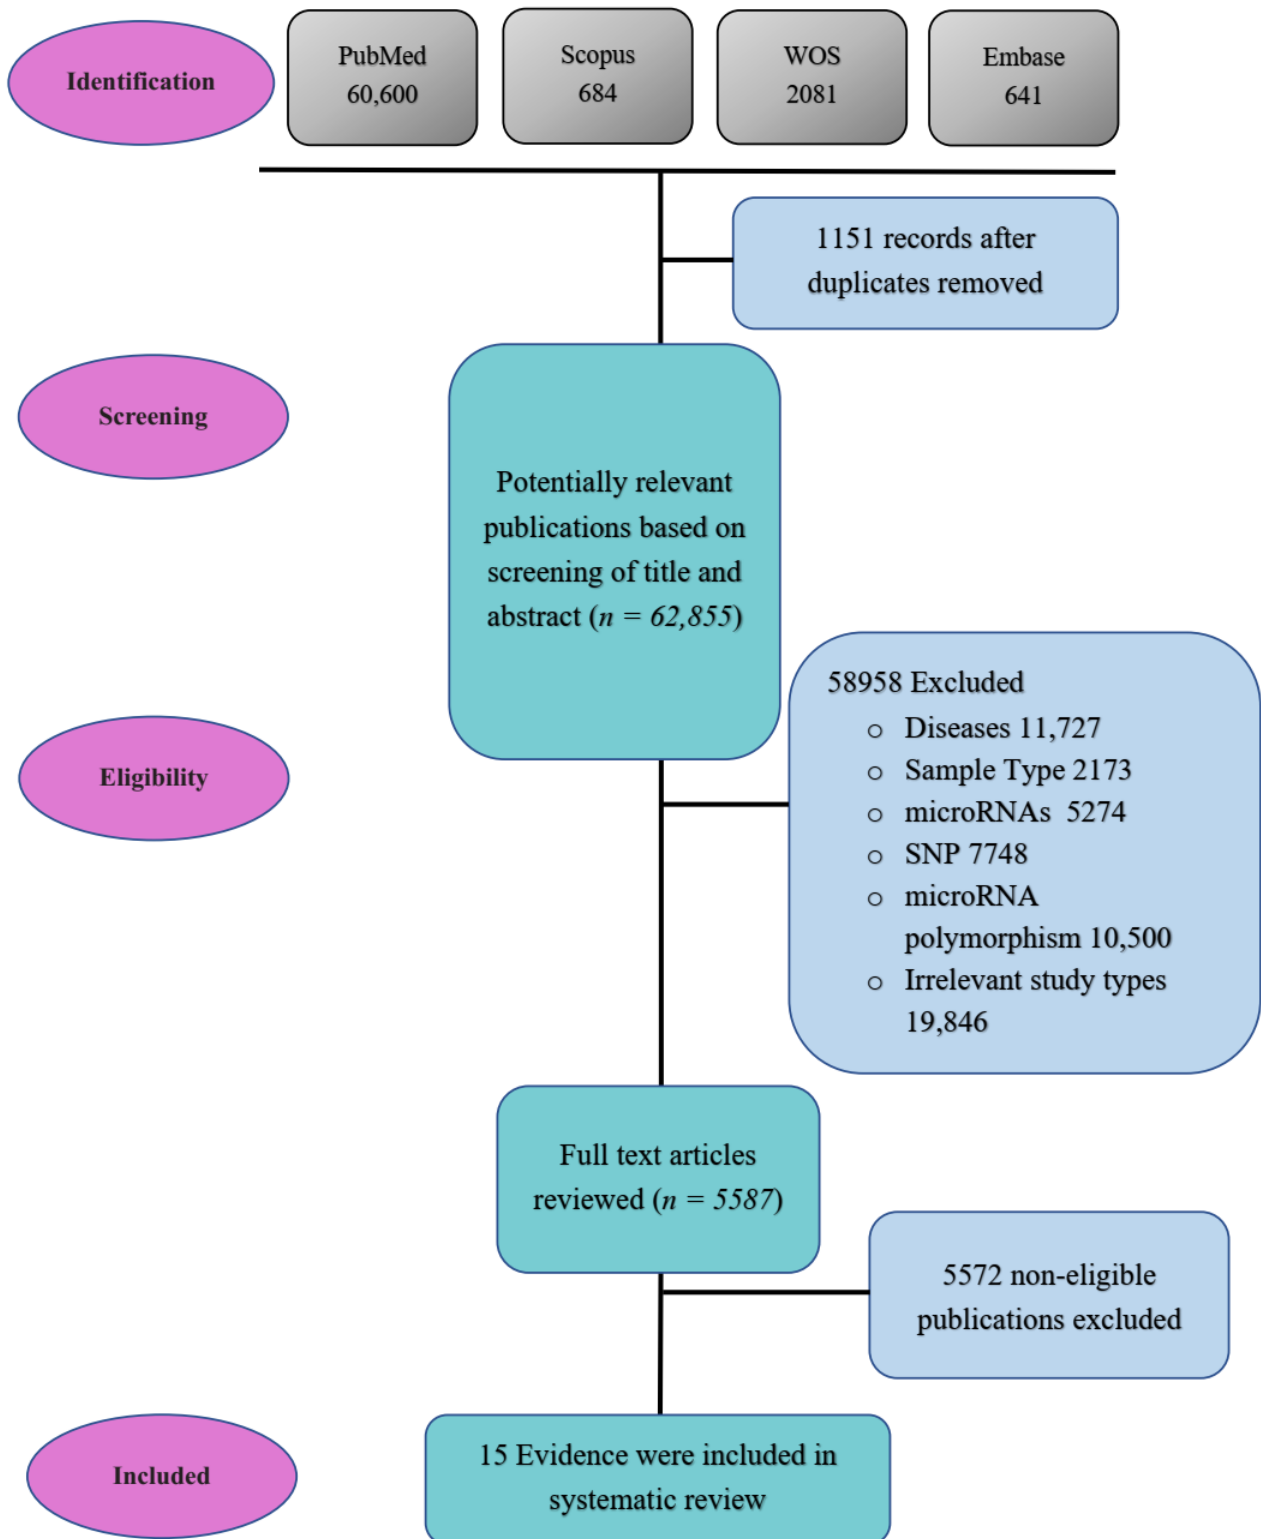 Identification
PubMed
60,600
Scopus
684
WOS
2081
Embase
641
1151 records after
duplicates removed
Screening
Potentially relevant
publications based on
screening of title and
abstract (n = 62,855)
Eligibility
58958 Excluded
o Diseases 11,727
o Sample Type 2173
o microRNAs 5274
o SNP 7748
o microRNA
polymorphism 10,500
o Irrelevant study types
19,846
Full text articles
reviewed (n = 5587)
5572 non-eligible
publications excluded
Included
15 Evidence were included in
systematic review